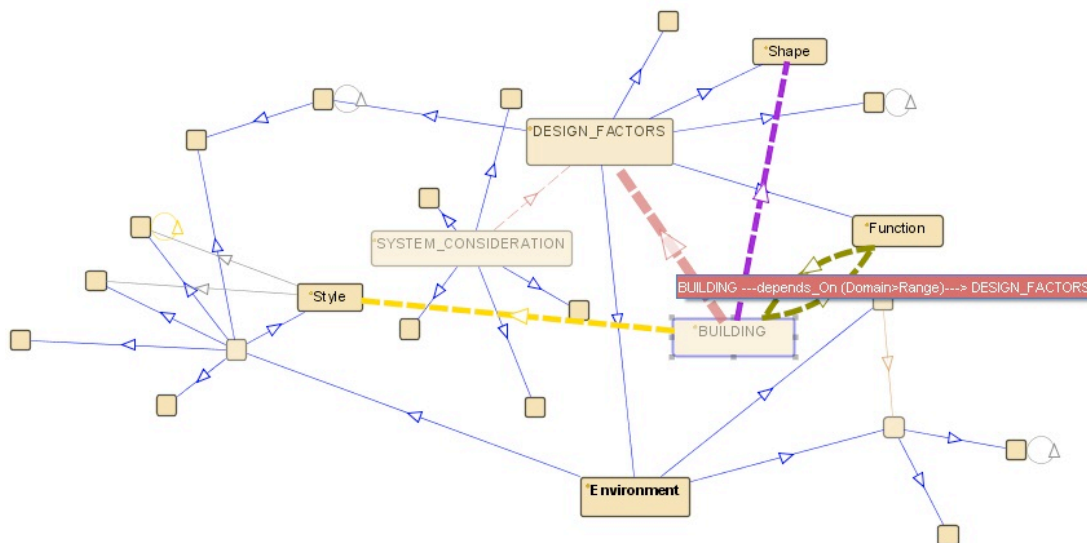 Shape
DESIGN_FACTORS
Function
SYSTEM_CONSIDERATION
BUILDING ---depends_On (Domain>Range)---> DESIGN_FACTORS
Style
BUILDING
Environment